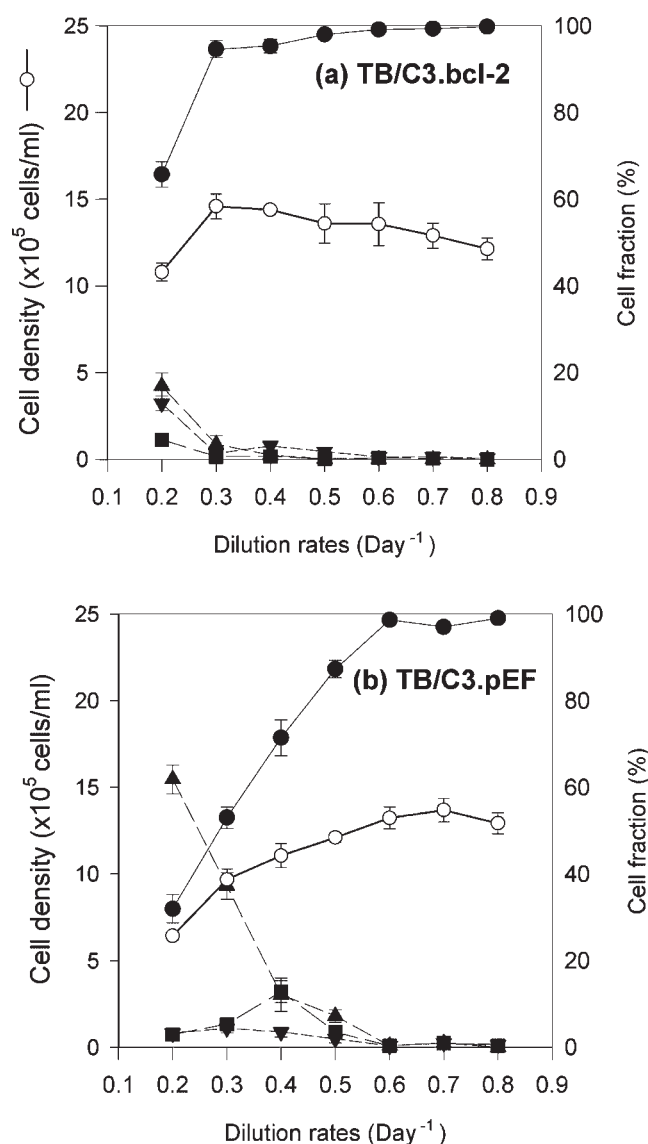 25
20
15
10
5
0
Cell density (x10⁵ cells/ml)
(a) TB/C3.bcl-2
100
80
60
40
20
0
Cell fraction (%)
0.1 0.2 0.3 0.4 0.5 0.6 0.7 0.8 0.9
Dilution rates (Day⁻¹)
25
20
15
10
5
0
Cell density (x10⁵ cells/ml)
(b) TB/C3.pEF
100
80
60
40
20
0
Cell fraction (%)
0.1 0.2 0.3 0.4 0.5 0.6 0.7 0.8 0.9
Dilution rates (Day⁻¹)